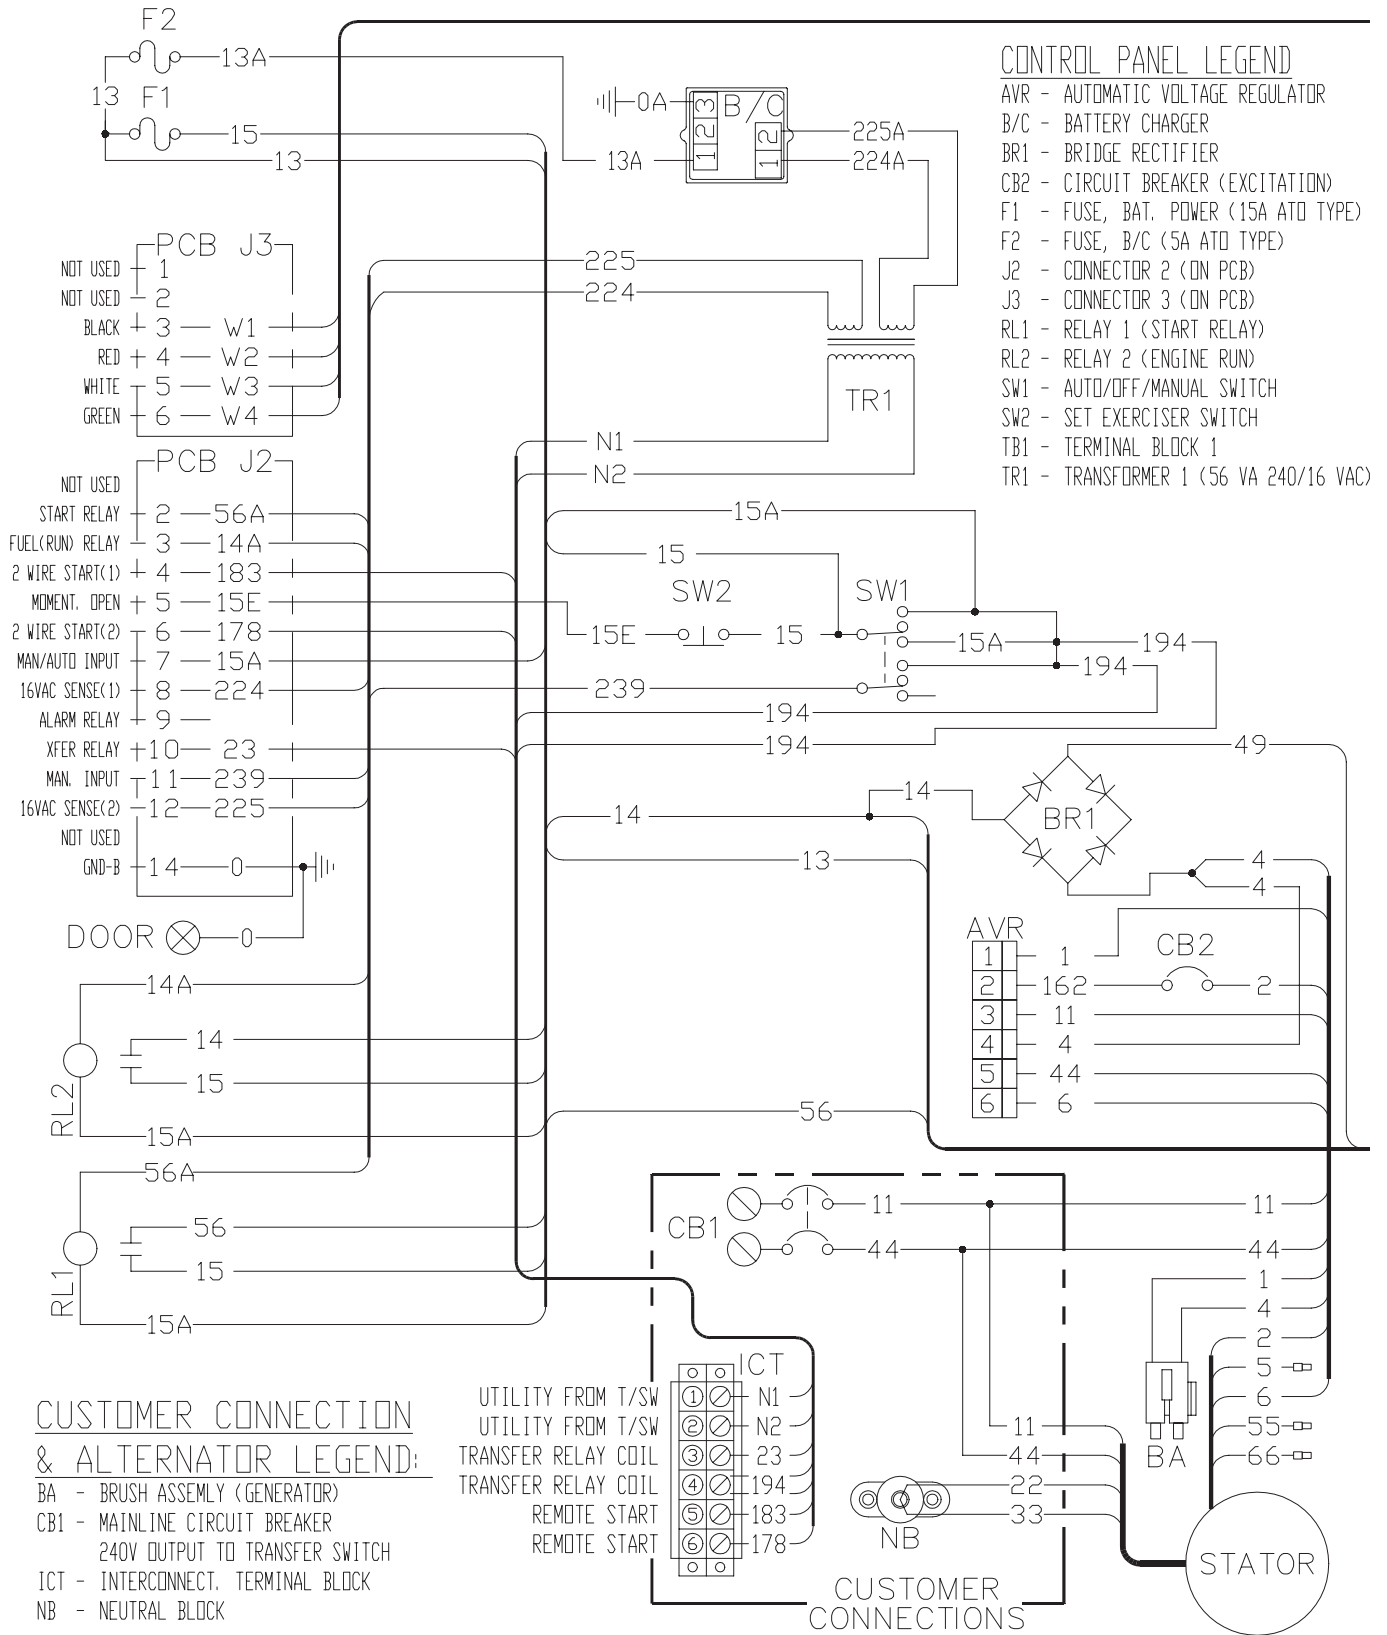 F2
13A
13
F1
15
13
0A
3
2
1
B/C
2
1
13A
225A
224A
CONTROL PANEL LEGEND
AVR - AUTOMATIC VOLTAGE REGULATOR
B/C - BATTERY CHARGER
BR1 - BRIDGE RECTIFIER
CB2 - CIRCUIT BREAKER (EXCITATION)
F1 - FUSE, BAT. POWER (15A ATO TYPE)
F2 - FUSE, B/C (5A ATO TYPE)
J2 - CONNECTOR 2 (ON PCB)
J3 - CONNECTOR 3 (ON PCB)
RL1 - RELAY 1 (START RELAY)
RL2 - RELAY 2 (ENGINE RUN)
SW1 - AUTO/OFF/MANUAL SWITCH
SW2 - SET EXERCISER SWITCH
TB1 - TERMINAL BLOCK 1
TR1 - TRANSFORMER 1 (56 VA 240/16 VAC)
PCB J3
NOT USED 1
NOT USED 2
BLACK 3 W1
RED 4 W2
WHITE 5 W3
GREEN 6 W4
225
224
TR1
N1
N2
PCB J2
NOT USED
START RELAY 2 56A
FUEL(RUN) RELAY 3 14A
2 WIRE START(1) 4 183
MOMENT. OPEN 5 15E
2 WIRE START(2) 6 178
MAN/AUTO INPUT 7 15A
16VAC SENSE(1) 8 224
ALARM RELAY 9
XFER RELAY 10 23
MAN. INPUT 11 239
16VAC SENSE(2) 12 225
NOT USED
GND-B 14 0
DOOR 0
15A
15
SW2
SW1
15E
15
15A
194
194
239
194
194
49
14
14
BR1
13
4
4
AVR
1 1
2 162
3 11
4 4
5 44
6 6
CB2
2
14A
14
15
RL2
15A
56
56A
56
15
RL1
15A
CB1
11
11
44
44
1
4
2
5
6
55
66
BA
11
44
22
33
NB
STATOR
ICT
UTILITY FROM T/SW 1 N1
UTILITY FROM T/SW 2 N2
TRANSFER RELAY COIL 3 23
TRANSFER RELAY COIL 4 194
REMOTE START 5 183
REMOTE START 6 178
CUSTOMER
CONNECTIONS
CUSTOMER CONNECTION
& ALTERNATOR LEGEND:
BA - BRUSH ASSEMLY (GENERATOR)
CB1 - MAINLINE CIRCUIT BREAKER
240V OUTPUT TO TRANSFER SWITCH
ICT - INTERCONNECT. TERMINAL BLOCK
NB - NEUTRAL BLOCK